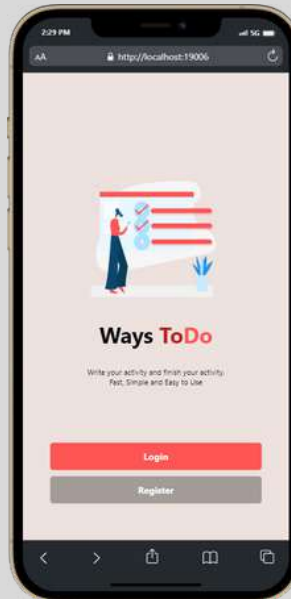 2:29 PM
5G
AA
http://localhost:19006
Ways ToDo
Write your activity and finish your activity.
Fast, Simple and Easy to Use
Login
Register